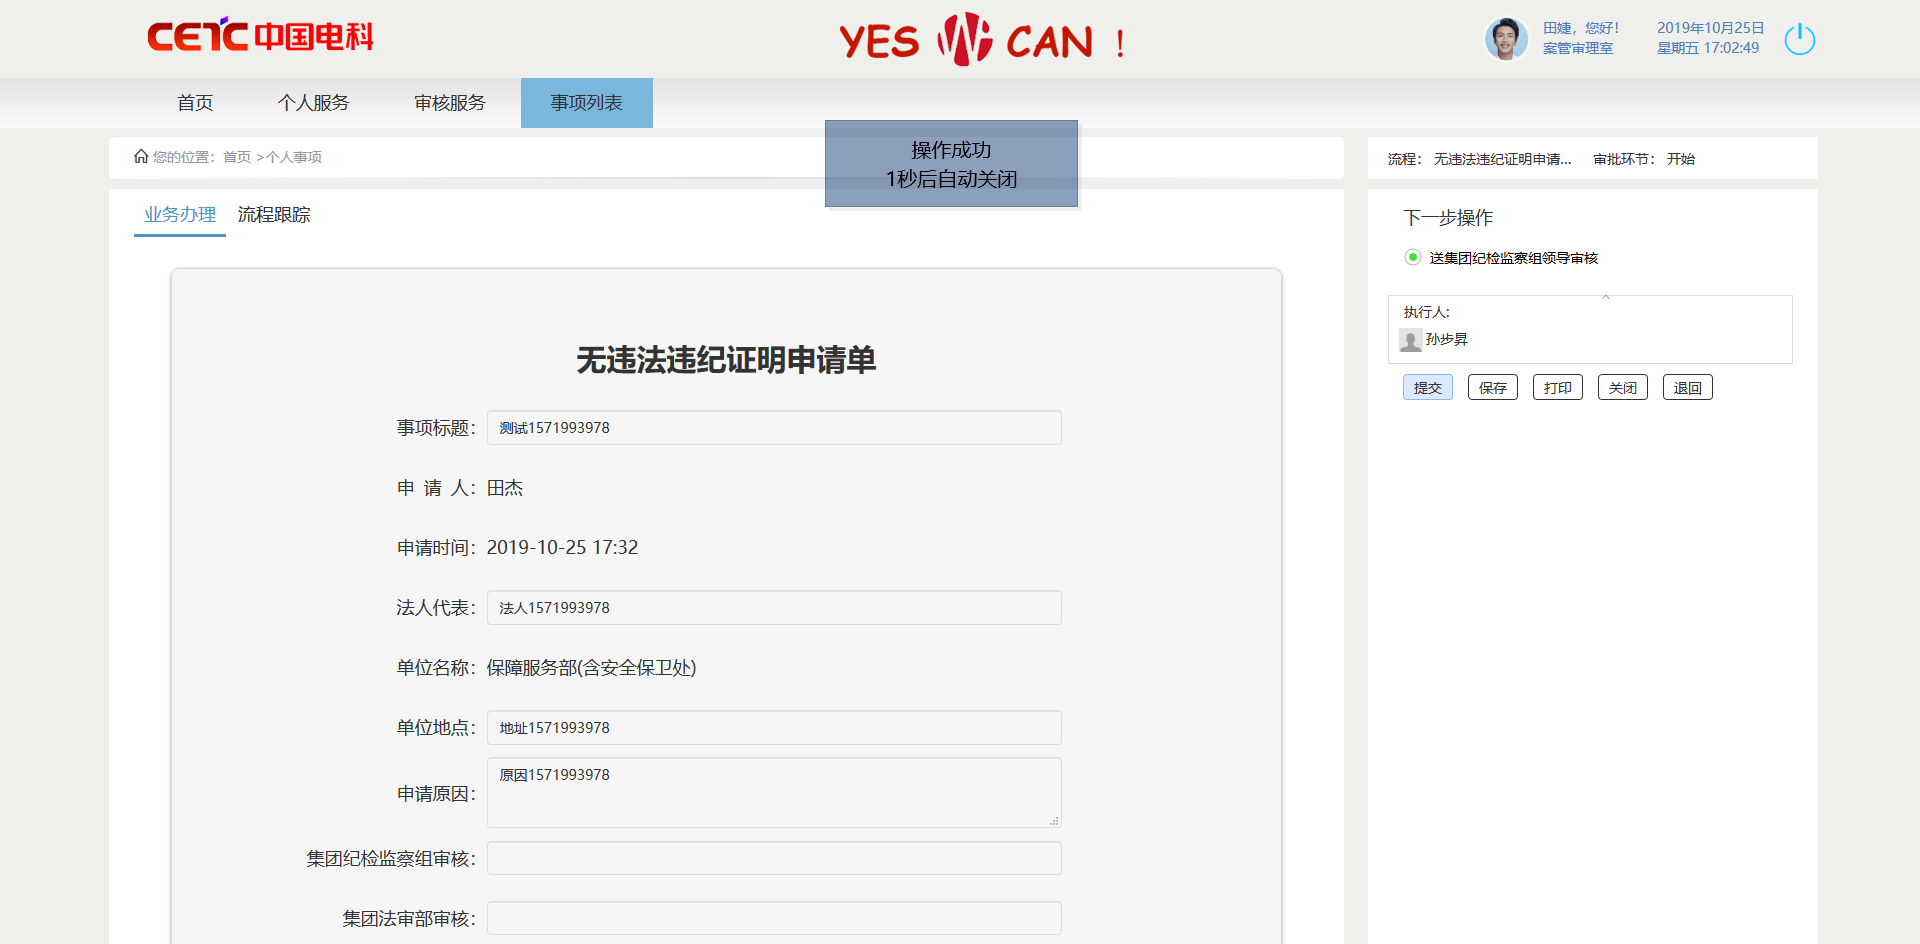 CETC 中国电科
YES WE CAN !
田婕，您好！
案管审理室
2019年10月25日
星期五 17:02:49
首页
个人服务
审核服务
事项列表
操作成功
1秒后自动关闭
您的位置：首页 >个人事项
流程： 无违法违纪证明申请... 审批环节： 开始
业务办理
流程跟踪
无违法违纪证明申请单
事项标题： 测试1571993978
申 请 人： 田杰
申请时间： 2019-10-25 17:32
法人代表： 法人1571993978
单位名称： 保障服务部(含安全保卫处)
单位地点： 地址1571993978
申请原因： 原因1571993978
集团纪检监察组审核：
集团法审部审核：
下一步操作
送集团纪检监察组领导审核
执行人:
孙步昇
提交
保存
打印
关闭
退回